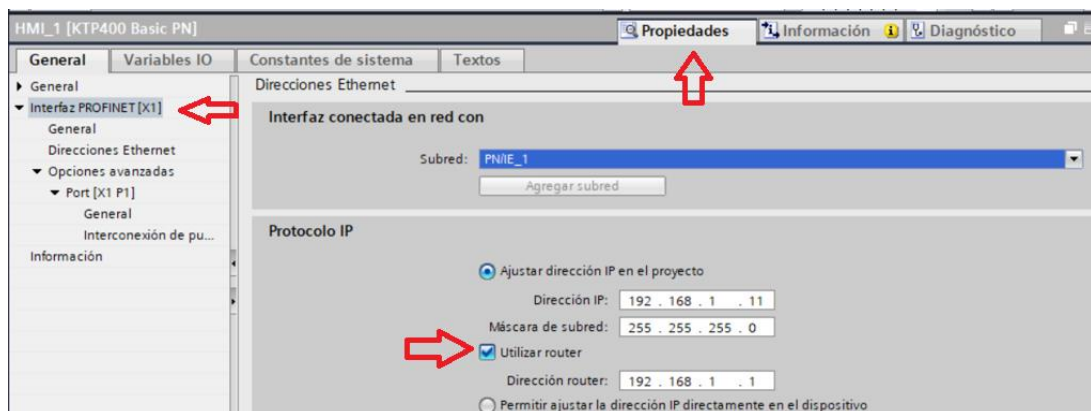 HMI_1 [KTP400 Basic PN]
Propiedades
Información
Diagnóstico
General
Variables IO
Constantes de sistema
Textos
General
Interfaz PROFINET [X1]
General
Direcciones Ethernet
Opciones avanzadas
Port [X1 P1]
General
Interconexión de pu...
Información
Direcciones Ethernet
Interfaz conectada en red con
Subred: PN/IE_1
Agregar subred
Protocolo IP
Ajustar dirección IP en el proyecto
Dirección IP: 192 . 168 . 1 . 11
Máscara de subred: 255 . 255 . 255 . 0
Utilizar router
Dirección router: 192 . 168 . 1 . 1
Permitir ajustar la dirección IP directamente en el dispositivo